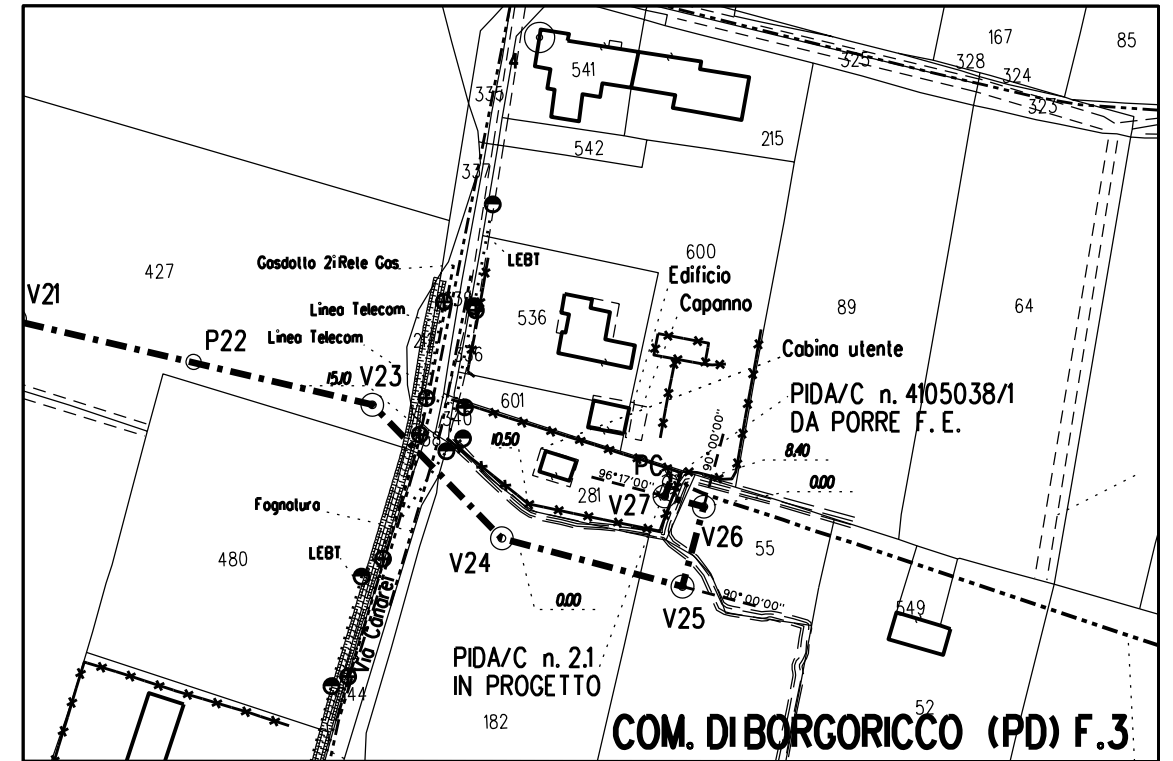 167
85
541
325
328
324
323
335
215
542
337
600
LEBT
Gasdotto 2i Rete Gas
427
Edificio
Capanno
V21
536
89
64
Linea Telecom
P22
Linea Telecom
Cabina utente
15.10
V23
601
PIDA/C n. 4105038/1
DA PORRE F. E.
10.50
90°00'00"
8.40
PC
96°17'00"
0.00
281
V27
Fognatura
V26
55
LEBT
480
V24
90°00'00"
0.00
V25
549
Via Canarei
PIDA/C n. 2.1
IN PROGETTO
44
182
52
COM. DI BORGORICCO (PD) F.3